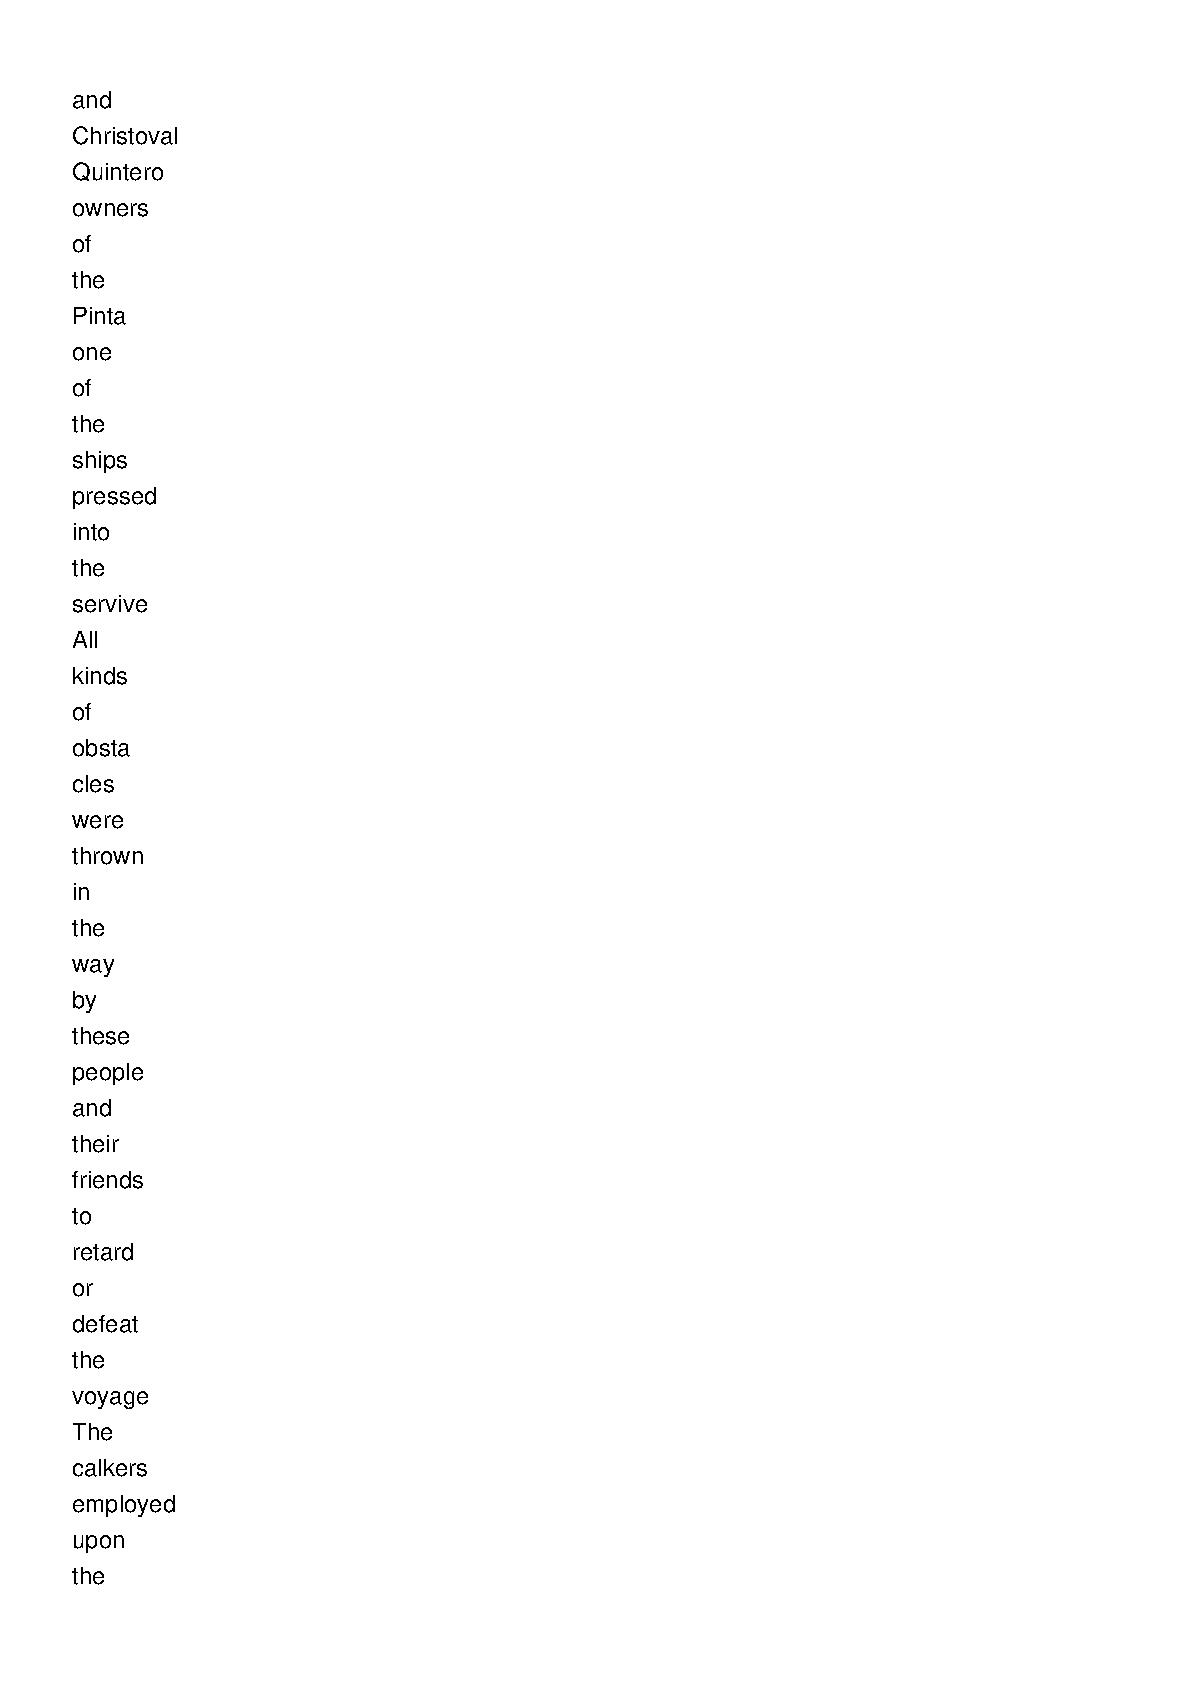 and
Christoval
Quintero
owners
of
the
Pinta
one
of
the
ships
pressed
into
the
servive
All
kinds
of
obsta
cles
were
thrown
in
the
way
by
these
people
and
their
friends
to
retard
or
defeat
the
voyage
The
calkers
employed
upon
the